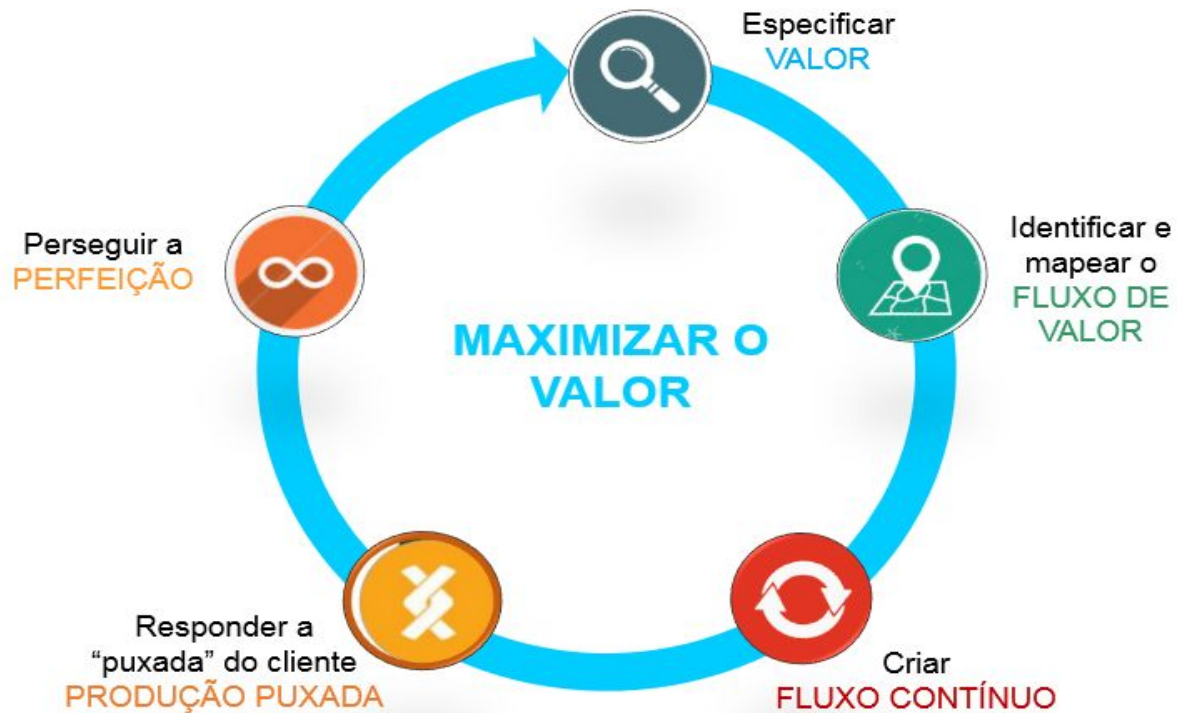 Especificar
VALOR
Identificar e
mapear o
FLUXO DE
VALOR
Perseguir a
PERFEIÇÃO
MAXIMIZAR O
VALOR
Responder a
“puxada” do cliente
PRODUÇÃO PUXADA
Criar
FLUXO CONTÍNUO